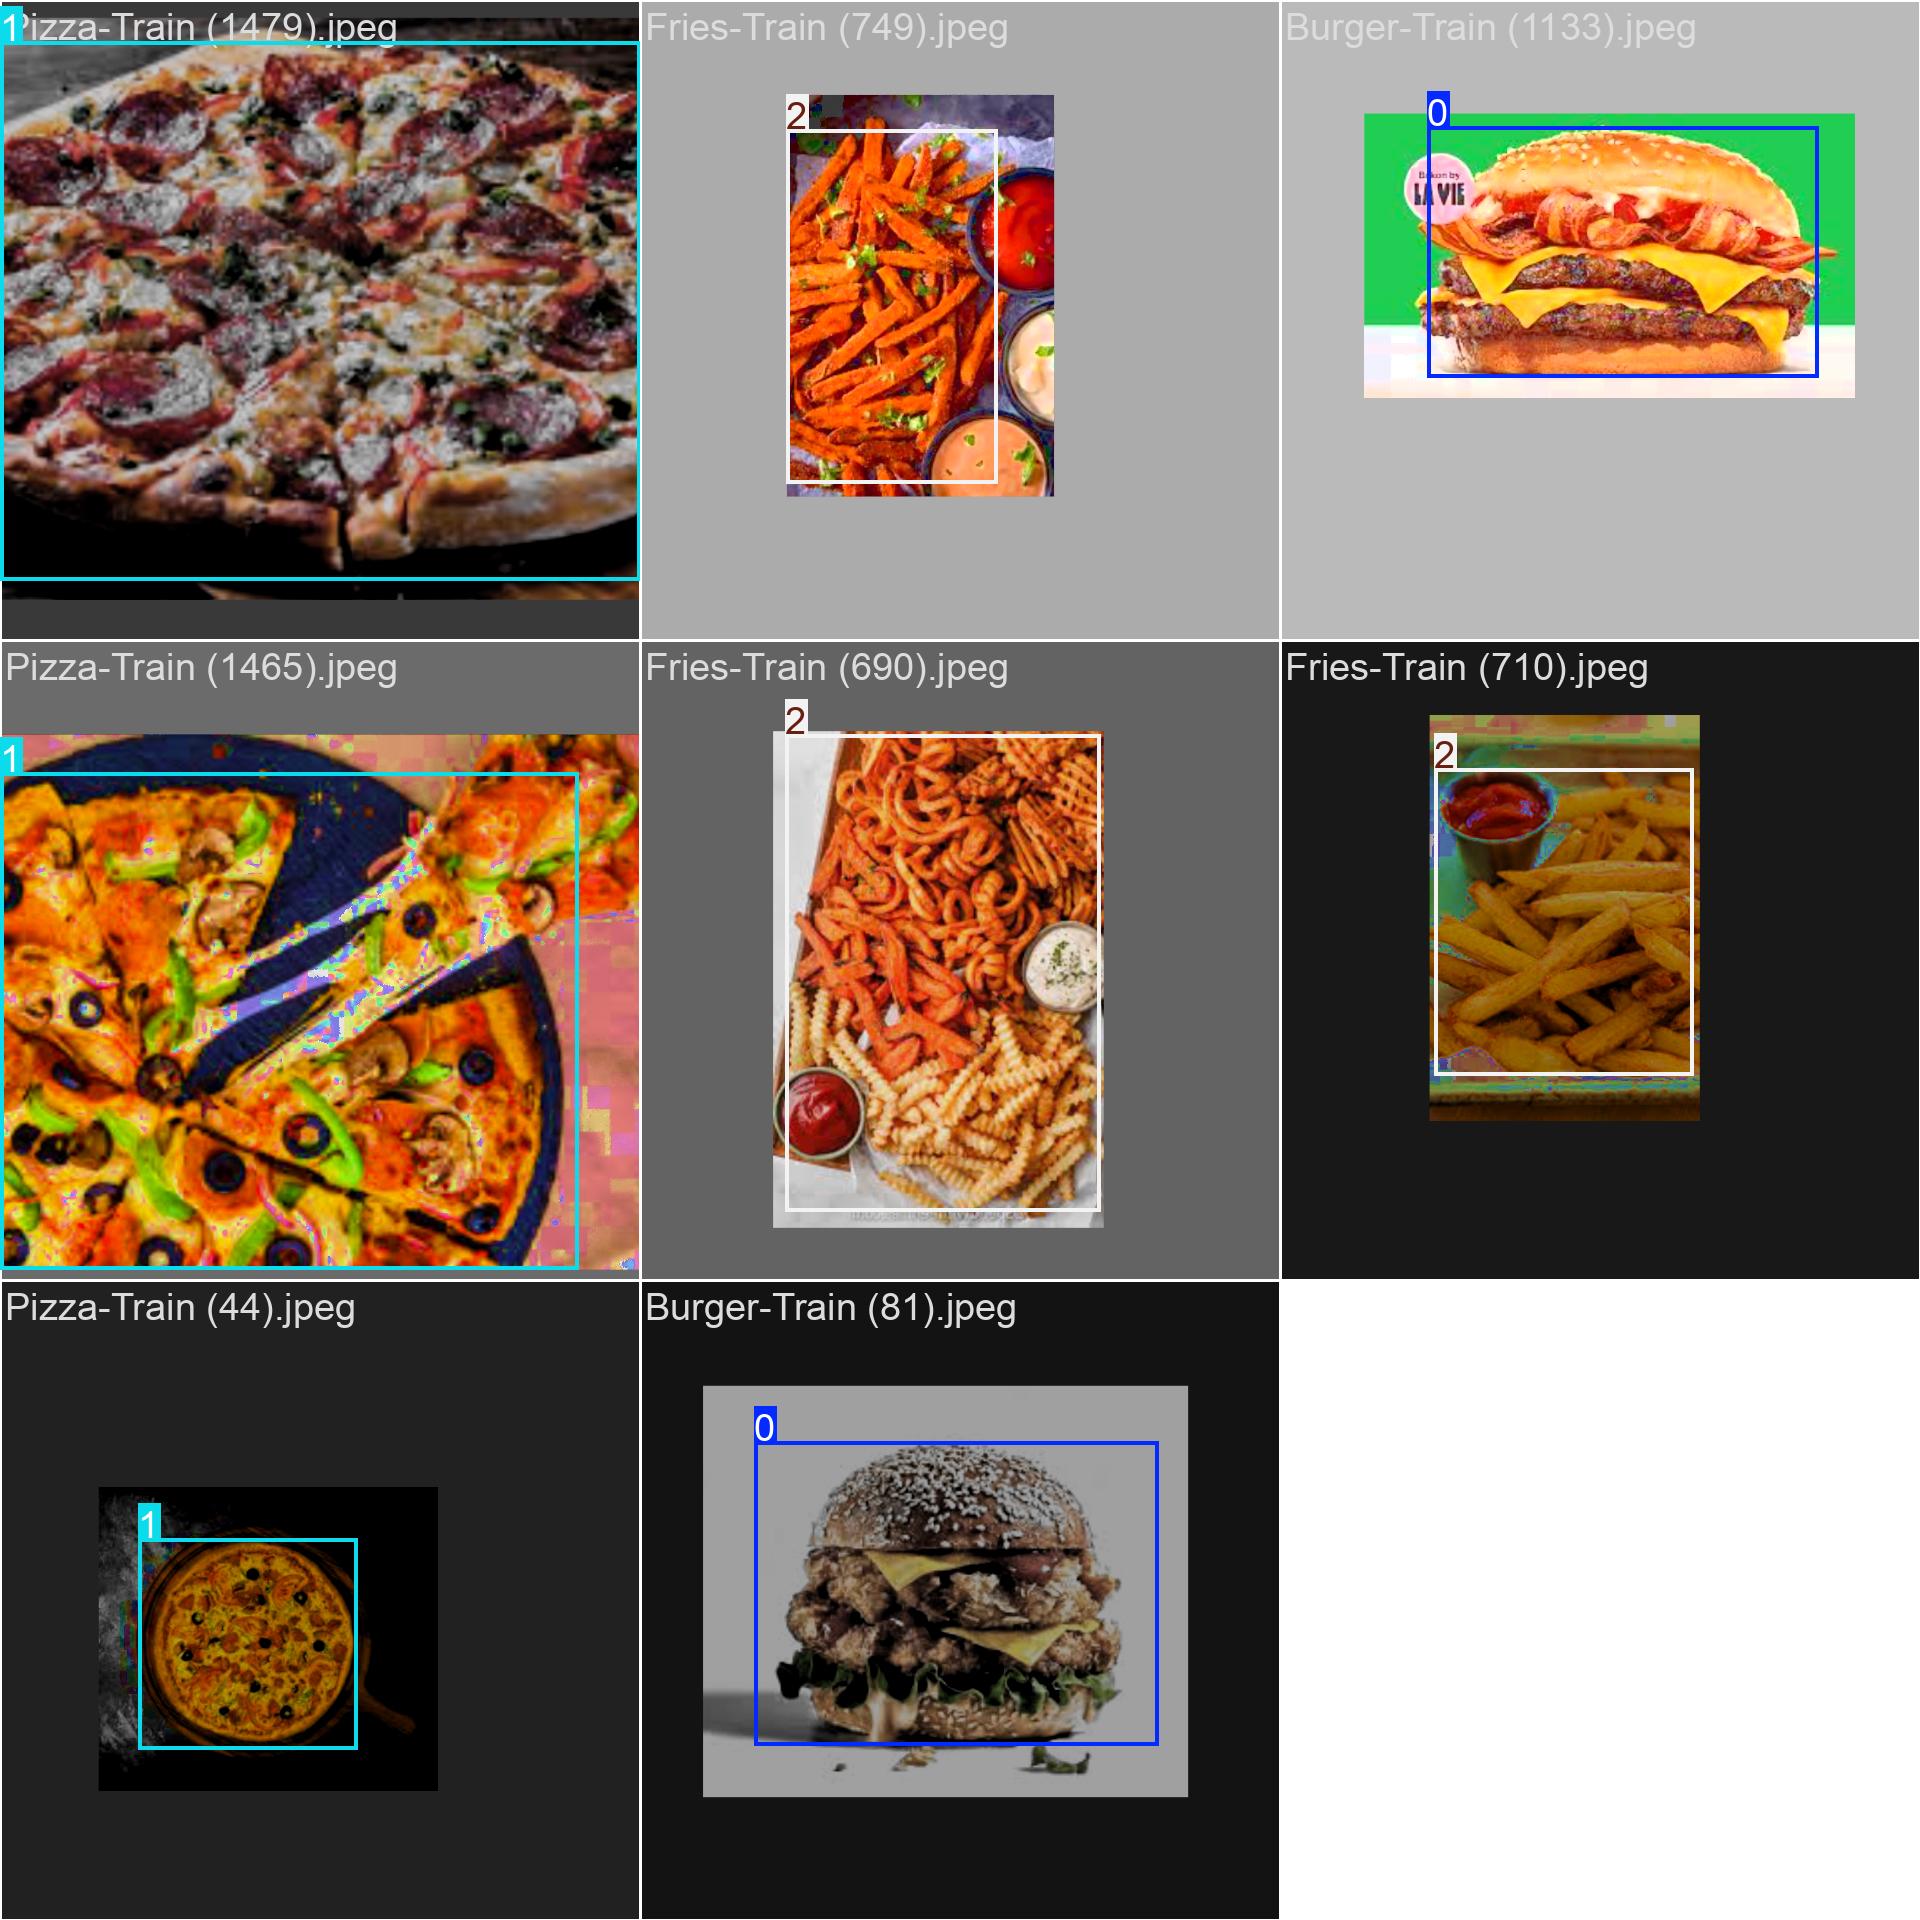 1
Pizza-Train (1479).jpeg
Fries-Train (749).jpeg
Burger-Train (1133).jpeg
2
0
Bakon by
LA VIE
Pizza-Train (1465).jpeg
Fries-Train (690).jpeg
Fries-Train (710).jpeg
1
2
2
Pizza-Train (44).jpeg
Burger-Train (81).jpeg
1
0